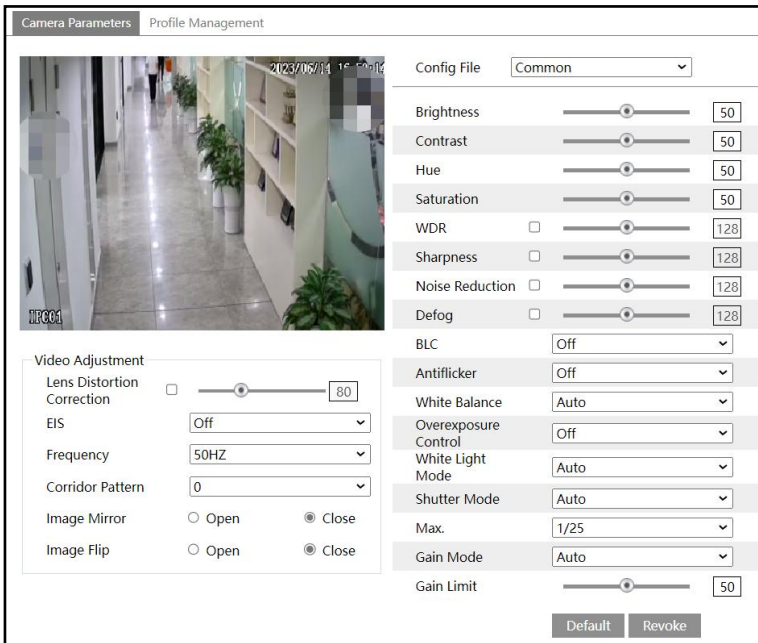 Camera Parameters Profile Management
2023/06/14
IPC01
Config File Common
Brightness 50
Contrast 50
Hue 50
Saturation 50
WDR 128
Sharpness 128
Noise Reduction 128
Defog 128
BLC Off
Antiflicker Off
White Balance Auto
Overexposure
Control Off
White Light
Mode Auto
Shutter Mode Auto
Max. 1/25
Gain Mode Auto
Gain Limit 50
Default Revoke
Video Adjustment
Lens Distortion
Correction 80
EIS Off
Frequency 50HZ
Corridor Pattern 0
Image Mirror Open Close
Image Flip Open Close